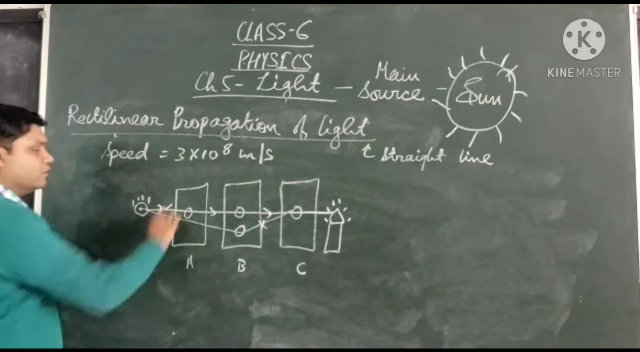 CLASS-6
PHYSICS
Ch5- Light - Main Source - Sun
Rectilinear Propagation of Light
Speed = 3×10⁸ m/s
↑ Straight line
A B C
K
KINEMASTER